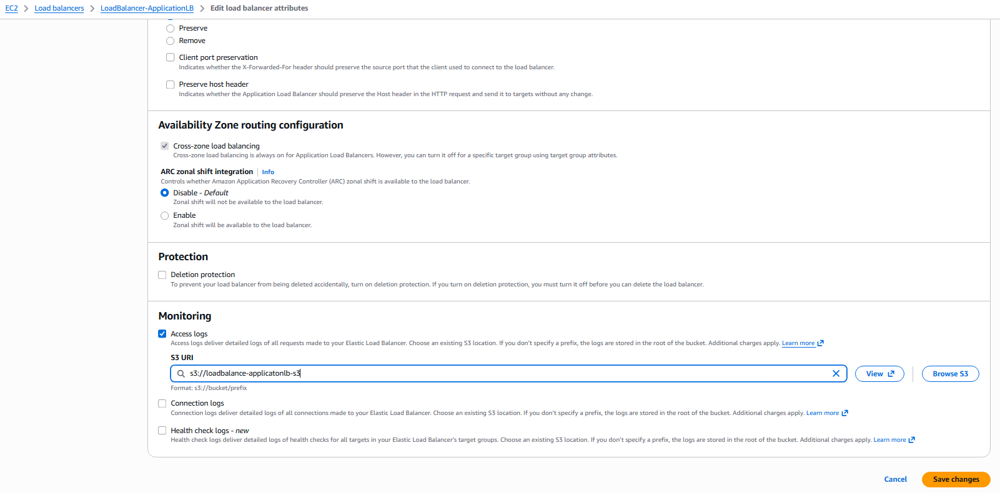 EC2 > Load balancers > LoadBalancer-ApplicationLB > Edit load balancer attributes
Preserve
Remove
Client port preservation
Indicates whether the X-Forwarded-For header should preserve the source port that the client used to connect to the load balancer.
Preserve host header
Indicates whether the Application Load Balancer should preserve the Host header in the HTTP request and send it to targets without any change.
Availability Zone routing configuration
Cross-zone load balancing
Cross-zone load balancing is always on for Application Load Balancers. However, you can turn it off for a specific target group using target group attributes.
ARC zonal shift integration | Info
Controls whether Amazon Application Recovery Controller (ARC) zonal shift is available to the load balancer.
Disable - Default
Zonal shift will not be available to the load balancer.
Enable
Zonal shift will be available to the load balancer.
Protection
Deletion protection
To prevent your load balancer from being deleted accidentally, turn on deletion protection. If you turn on deletion protection, you must turn it off before you can delete the load balancer.
Monitoring
Access logs
Access logs deliver detailed logs of all requests made to your Elastic Load Balancer. Choose an existing S3 location. If you don't specify a prefix, the logs are stored in the root of the bucket. Additional charges apply. Learn more
S3 URI
s3://loadbalance-applicatonlb-s3 View Browse S3
Format: s3://bucket/prefix
Connection logs
Connection logs deliver detailed logs of all connections made to your Elastic Load Balancer. Choose an existing S3 location. If you don't specify a prefix, the logs are stored in the root of the bucket. Additional charges apply. Learn more
Health check logs - new
Health check logs deliver detailed logs of health checks for all targets in your Elastic Load Balancer's target groups. Choose an existing S3 location. If you don't specify a prefix, the logs are stored in the root of the bucket. Additional charges apply. Learn more
Cancel Save changes